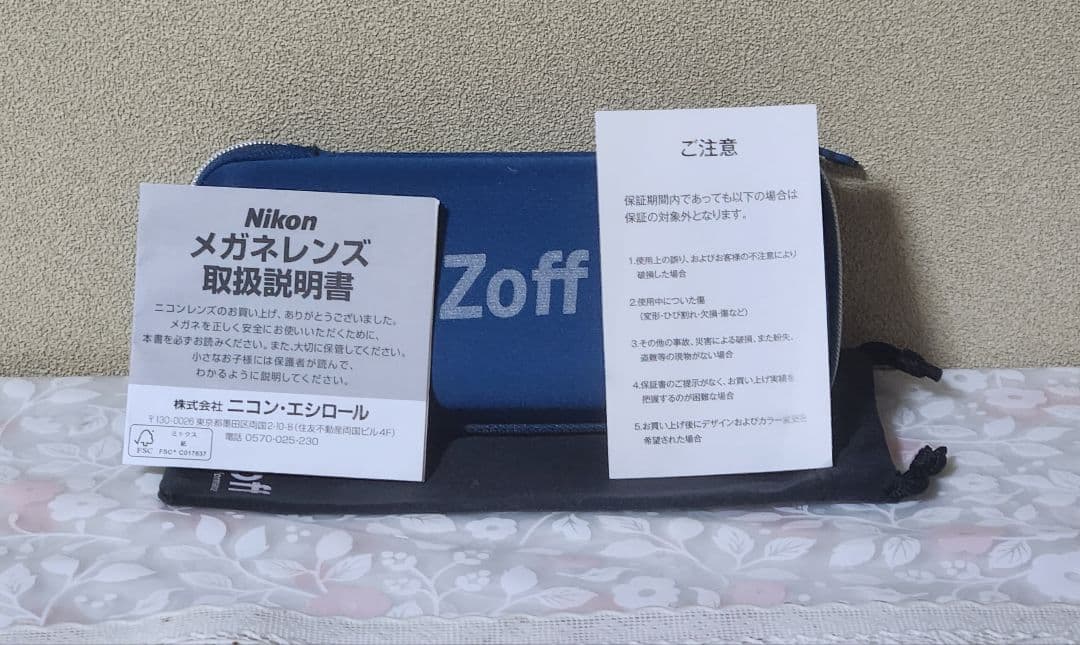 Nikon
メガネレンズ
取扱説明書
ニコンレンズのお買い上げ、ありがとうございました。
メガネを正しく安全にお使いいただくために、
本書を必ずお読みください。また、大切に保管してください。
小さなお子様には保護者が読んで、
わかるように説明してください。
株式会社 ニコン・エシロール
〒130-0026 東京都墨田区両国2-10-8(住友不動産両国ビル4F)
電話 0570-025-230
ミックス
紙
FSC
FSC® C017637
Zoff
ご注意
保証期間内であっても以下の場合は
保証の対象外となります。
1.使用上の誤り、およびお客様の不注意により
破損した場合
2.使用中についた傷
(変形・ひび割れ・欠損・傷など)
3.その他の事故、災害による破損、また紛失、
盗難等の現物がない場合
4.保証書のご提示がなく、お買い上げ実績を
把握するのが困難な場合
5.お買い上げ後にデザインおよびカラー変更を
希望された場合
off